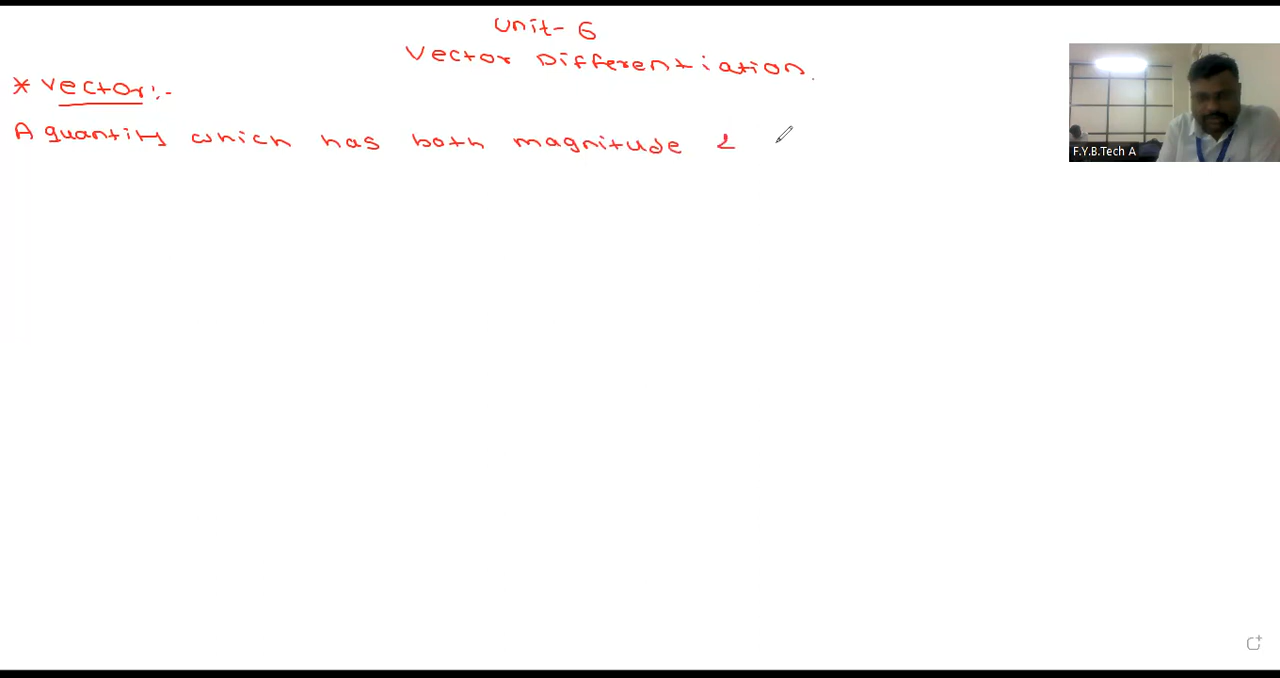 Unit- 6
Vector Differentiation.
* Vector:-
A quantity which has both magnitude &
F.Y.B.Tech A